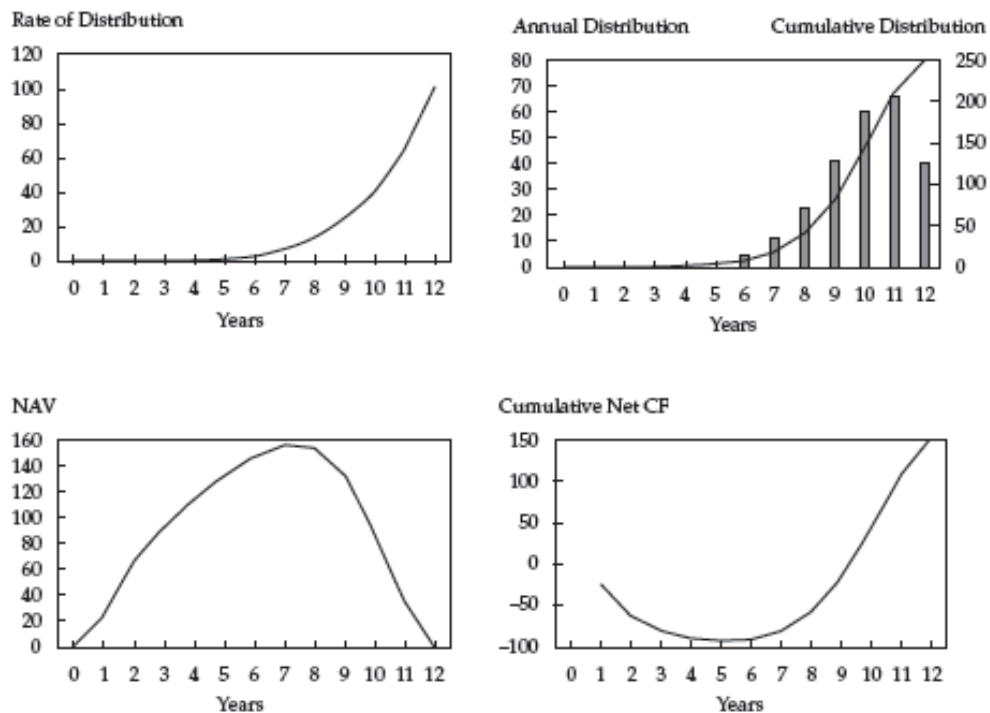 Rate of Distribution
120
100
80
60
40
20
0
0 1 2 3 4 5 6 7 8 9 10 11 12
Years
Annual Distribution Cumulative Distribution
80 250
70
60 200
50 150
40
30 100
20 50
10
0 0
0 1 2 3 4 5 6 7 8 9 10 11 12
Years
NAV
160
140
120
100
80
60
40
20
0
0 1 2 3 4 5 6 7 8 9 10 11 12
Years
Cumulative Net CF
150
100
50
0
–50
–100
0 1 2 3 4 5 6 7 8 9 10 11 12
Years